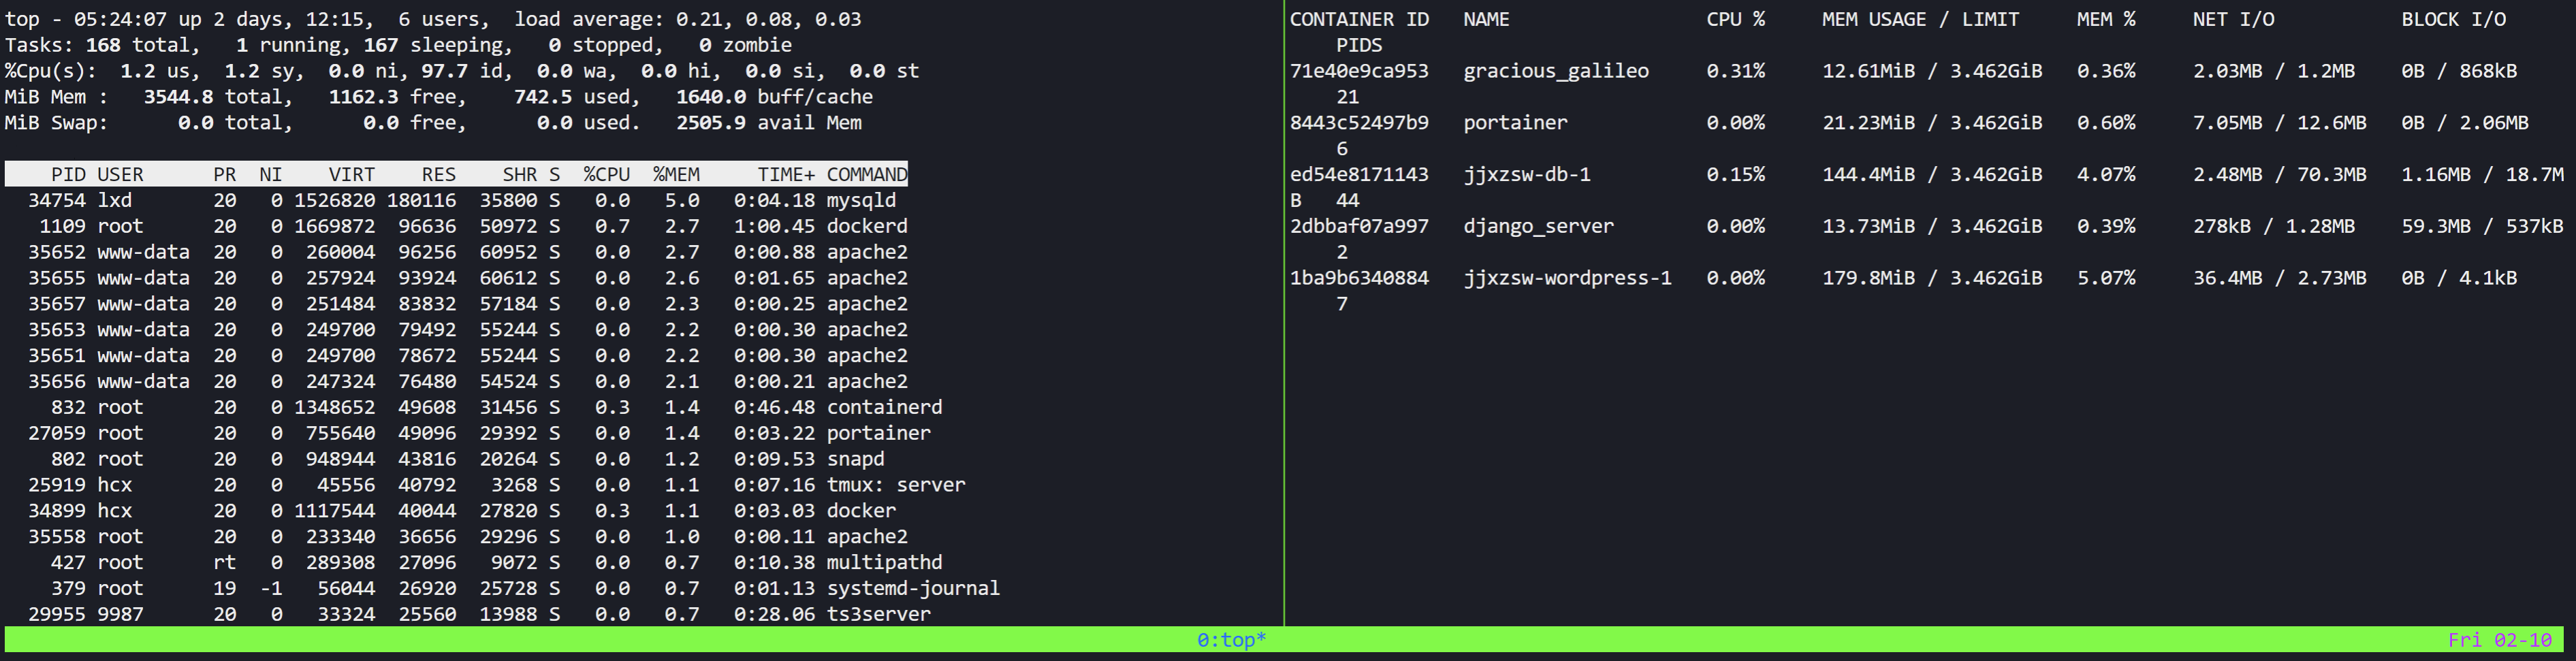 top - 05:24:07 up 2 days, 12:15,  6 users,  load average: 0.21, 0.08, 0.03
Tasks: 168 total,   1 running, 167 sleeping,   0 stopped,   0 zombie
%Cpu(s):  1.2 us,  1.2 sy,  0.0 ni, 97.7 id,  0.0 wa,  0.0 hi,  0.0 si,  0.0 st
MiB Mem :   3544.8 total,   1162.3 free,    742.5 used,   1640.0 buff/cache
MiB Swap:      0.0 total,      0.0 free,      0.0 used.   2505.9 avail Mem
PID USER      PR  NI    VIRT    RES    SHR S  %CPU  %MEM     TIME+ COMMAND
34754 lxd       20   0 1526820 180116  35800 S   0.0   5.0   0:04.18 mysqld
1109 root      20   0 1669872  96636  50972 S   0.7   2.7   1:00.45 dockerd
35652 www-data  20   0  260004  96256  60952 S   0.0   2.7   0:00.88 apache2
35655 www-data  20   0  257924  93924  60612 S   0.0   2.6   0:01.65 apache2
35657 www-data  20   0  251484  83832  57184 S   0.0   2.3   0:00.25 apache2
35653 www-data  20   0  249700  79492  55244 S   0.0   2.2   0:00.30 apache2
35651 www-data  20   0  249700  78672  55244 S   0.0   2.2   0:00.30 apache2
35656 www-data  20   0  247324  76480  54524 S   0.0   2.1   0:00.21 apache2
832 root      20   0 1348652  49608  31456 S   0.3   1.4   0:46.48 containerd
27059 root      20   0  755640  49096  29392 S   0.0   1.4   0:03.22 portainer
802 root      20   0  948944  43816  20264 S   0.0   1.2   0:09.53 snapd
25919 hcx       20   0   45556  40792   3268 S   0.0   1.1   0:07.16 tmux: server
34899 hcx       20   0 1117544  40044  27820 S   0.3   1.1   0:03.03 docker
35558 root      20   0  233340  36656  29296 S   0.0   1.0   0:00.11 apache2
427 root      rt   0  289308  27096   9072 S   0.0   0.7   0:10.38 multipathd
379 root      19  -1   56044  26920  25728 S   0.0   0.7   0:01.13 systemd-journal
29955 9987      20   0   33324  25560  13988 S   0.0   0.7   0:28.06 ts3server
CONTAINER ID   NAME                 CPU %     MEM USAGE / LIMIT     MEM %     NET I/O           BLOCK I/O
PIDS
71e40e9ca953   gracious_galileo     0.31%     12.61MiB / 3.462GiB   0.36%     2.03MB / 1.2MB    0B / 868kB
21
8443c52497b9   portainer            0.00%     21.23MiB / 3.462GiB   0.60%     7.05MB / 12.6MB   0B / 2.06MB
6
ed54e8171143   jjxzsw-db-1          0.15%     144.4MiB / 3.462GiB   4.07%     2.48MB / 70.3MB   1.16MB / 18.7M
B   44
2dbbaf07a997   django_server        0.00%     13.73MiB / 3.462GiB   0.39%     278kB / 1.28MB    59.3MB / 537kB
2
1ba9b6340884   jjxzsw-wordpress-1   0.00%     179.8MiB / 3.462GiB   5.07%     36.4MB / 2.73MB   0B / 4.1kB
7
0:top*
Fri 02-10